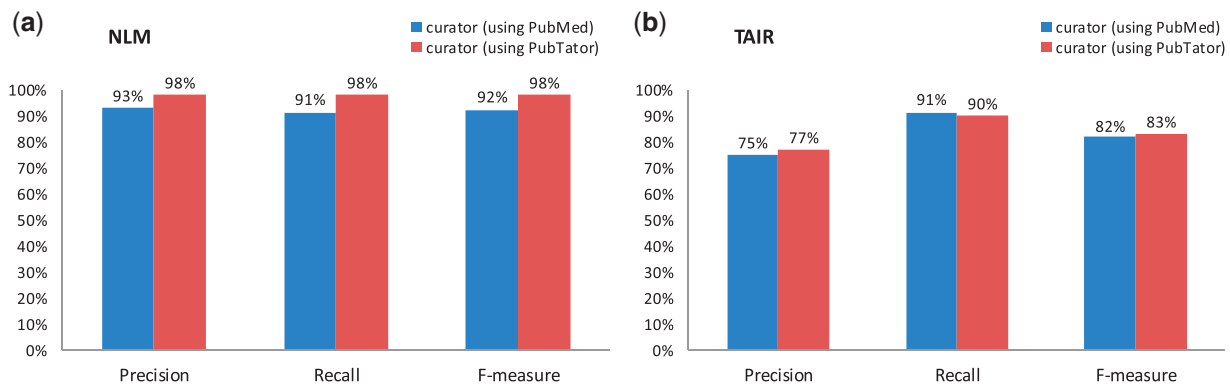 (a)
NLM
curator (using PubMed)
curator (using PubTator)
100%
90%
80%
70%
60%
50%
40%
30%
20%
10%
0%
93%
98%
91%
98%
92%
98%
Precision
Recall
F-measure
(b)
TAIR
curator (using PubMed)
curator (using PubTator)
100%
90%
80%
70%
60%
50%
40%
30%
20%
10%
0%
75%
77%
91%
90%
82%
83%
Precision
Recall
F-measure